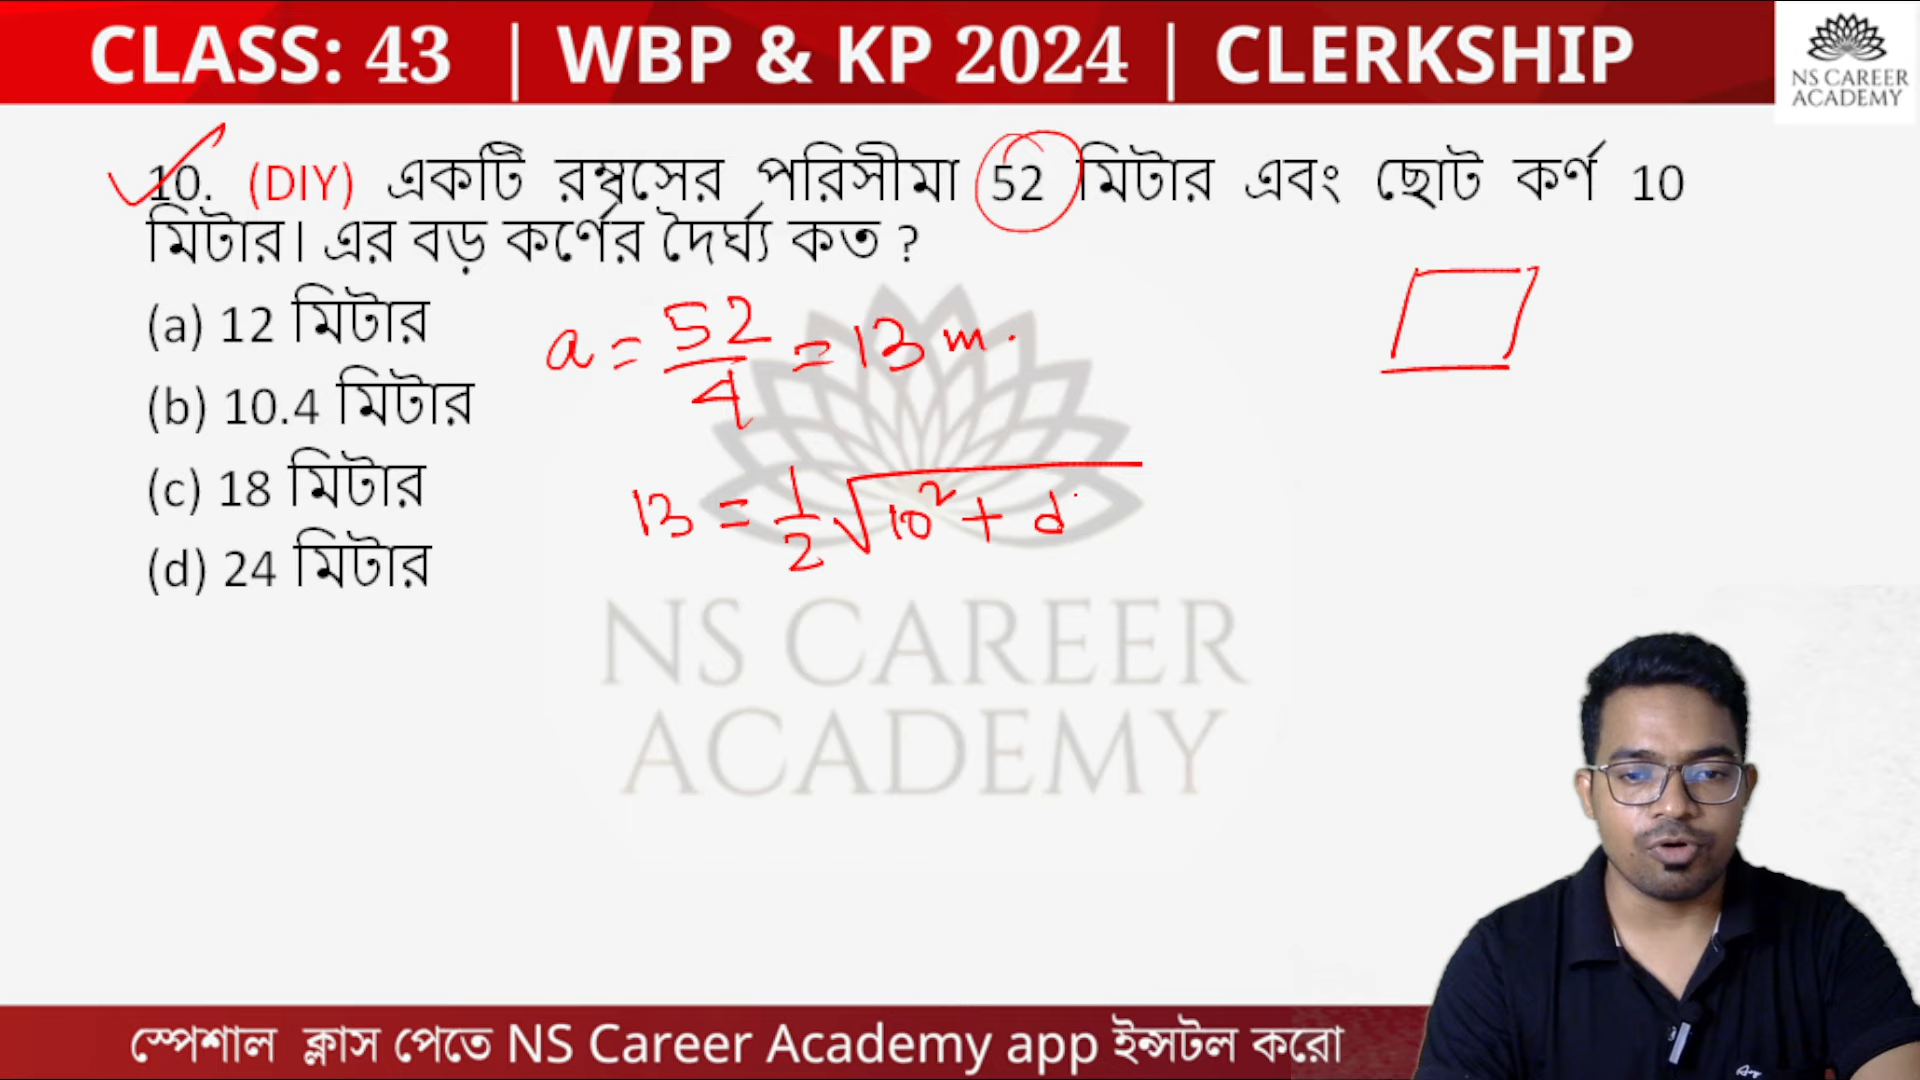 CLASS: 43 | WBP & KP 2024 | CLERKSHIP
NS CAREER
ACADEMY
10. (DIY) একটি রম্বসের পরিসীমা 52 মিটার এবং ছোট কর্ণ 10
মিটার। এর বড় কর্ণের দৈর্ঘ্য কত ?
(a) 12 মিটার
(b) 10.4 মিটার
(c) 18 মিটার
(d) 24 মিটার
a = 52/4 = 13 m.
13 = 1/2 √10² + d
NS CAREER
ACADEMY
স্পেশাল ক্লাস পেতে NS Career Academy app ইন্সটল করো